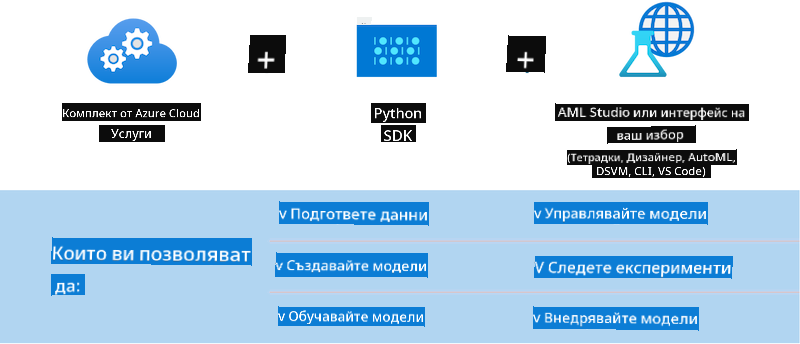 +
+
Комплект от Azure Cloud
Услуги
Python
SDK
AML Studio или интерфейс на
ваш избор
(Тетрадки, Дизайнер, AutoML,
DSVM, CLI, VS Code)
Които ви позволяват
да:
v Подгответе данни
v Създавайте модели
v Обучавайте модели
v Управлявайте модели
V Следете експерименти
v Внедрявайте модели